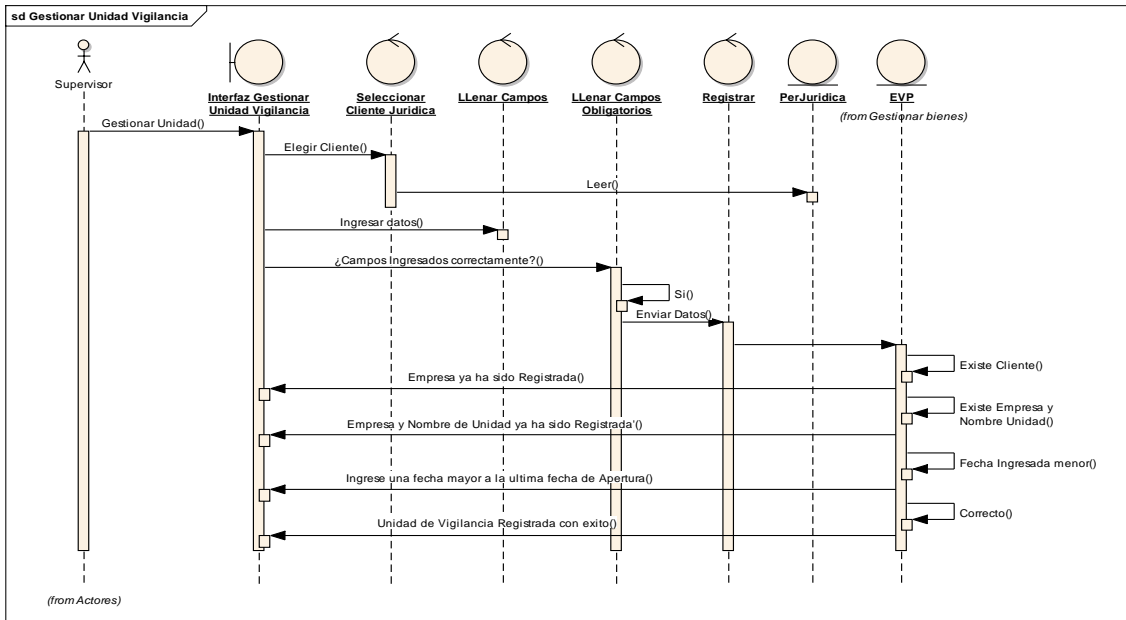 sd Gestionar Unidad Vigilancia
Supervisor
Interfaz Gestionar
Unidad Vigilancia
Seleccionar
Cliente Juridica
LLenar Campos
LLenar Campos
Obligatorios
Registrar
PerJuridica
EVP
(from Gestionar bienes)
Gestionar Unidad()
Elegir Cliente()
Leer()
Ingresar datos()
¿Campos Ingresados correctamente?()
Si()
Enviar Datos()
Existe Cliente()
Empresa ya ha sido Registrada()
Existe Empresa y
Nombre Unidad()
Empresa y Nombre de Unidad ya ha sido Registrada'()
Fecha Ingresada menor()
Ingrese una fecha mayor a la ultima fecha de Apertura()
Correcto()
Unidad de Vigilancia Registrada con exito()
(from Actores)